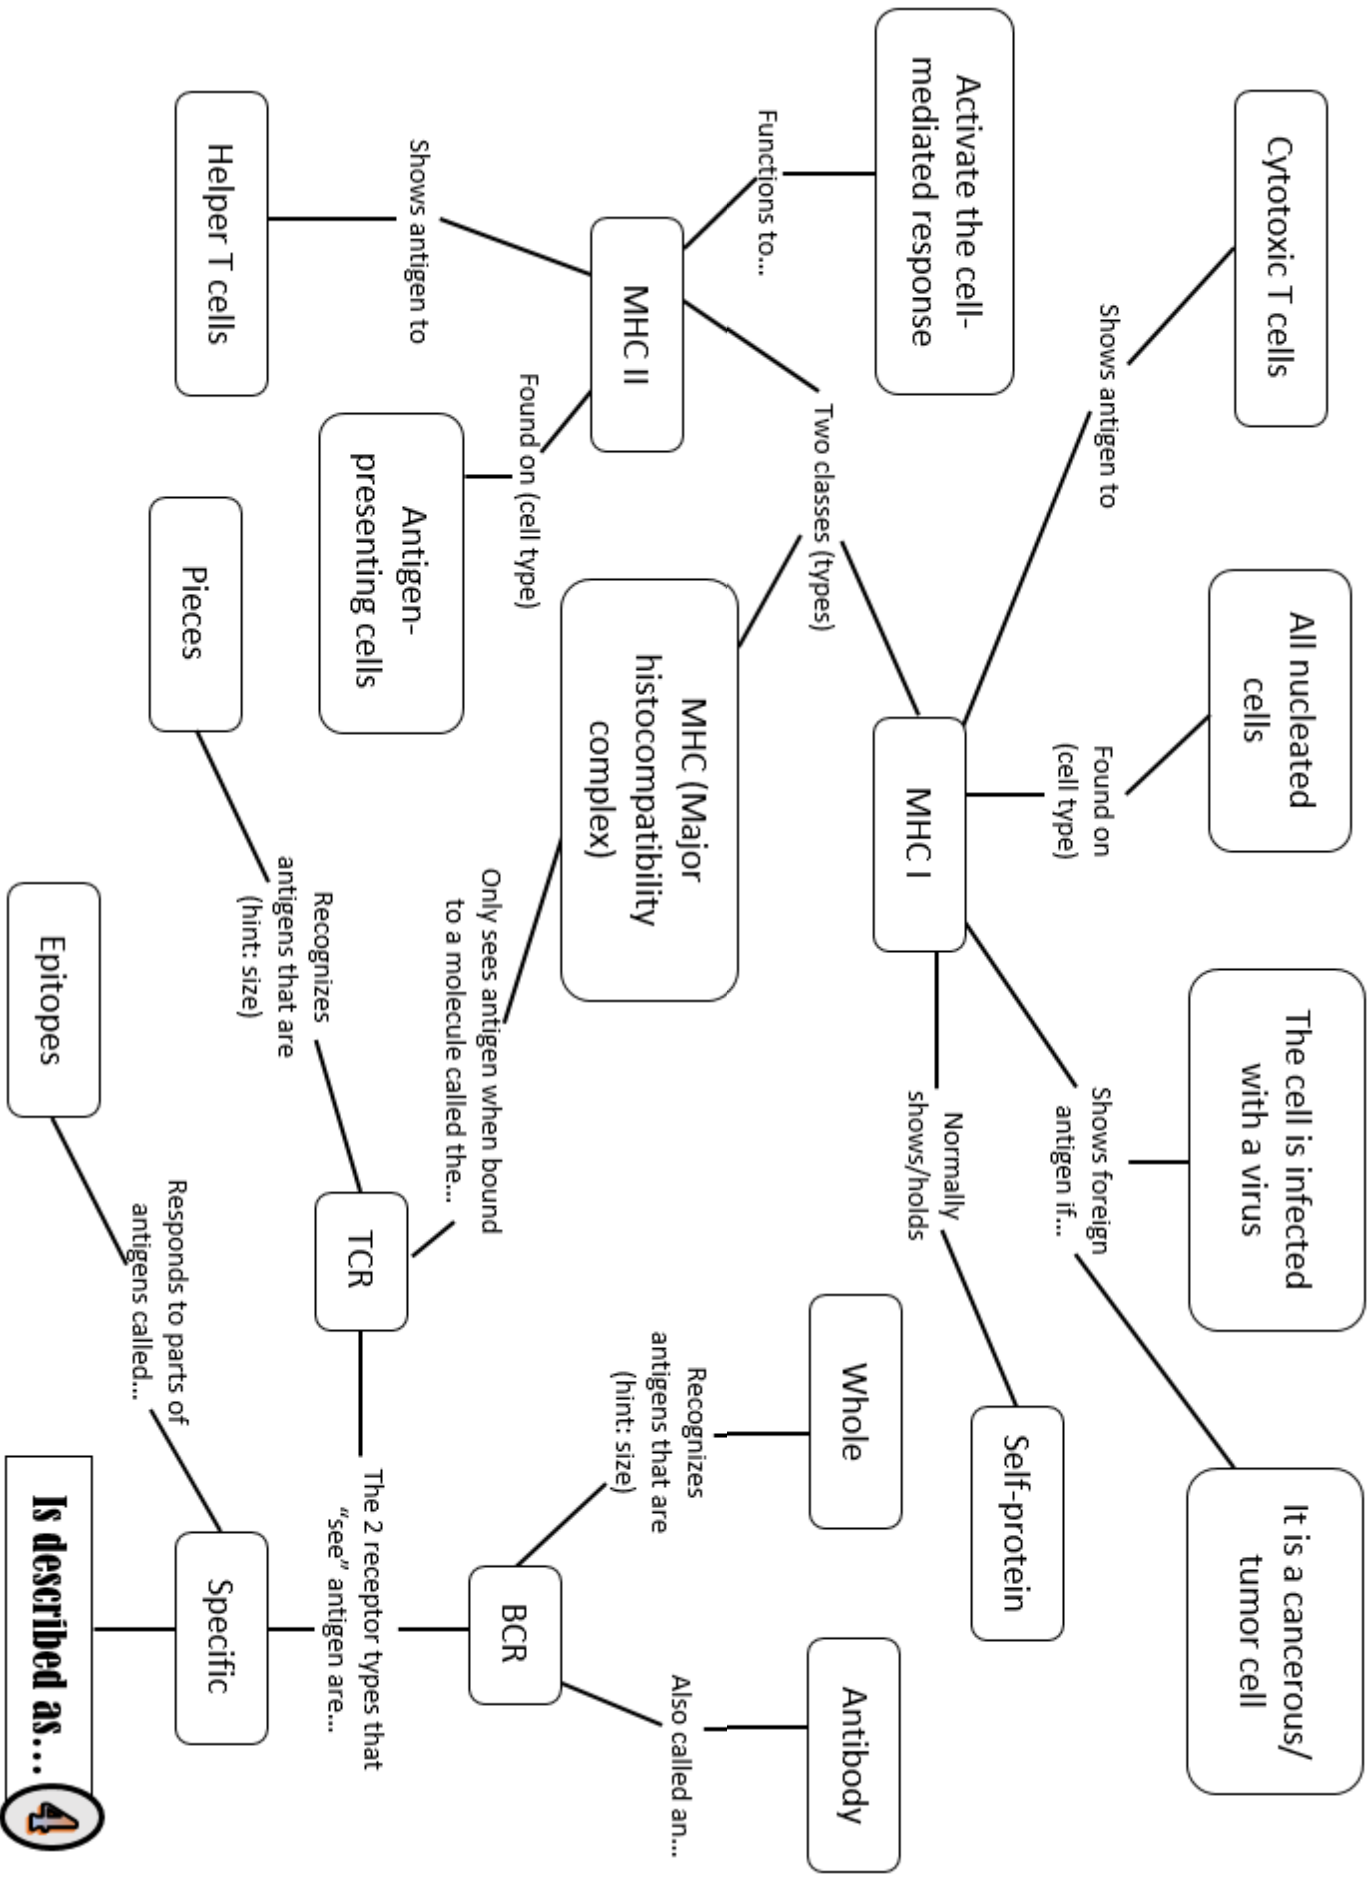 Cytotoxic T cells
All nucleated
cells
The cell is infected
with a virus
It is a cancerous/
tumor cell
Shows antigen to
Found on
(cell type)
Shows foreign
antigen if...
Activate the cell-
mediated response
MHC I
Normally
shows/holds
Self-protein
Functions to...
Two classes (types)
Whole
Antibody
MHC II
MHC (Major
histocompatibility
complex)
Recognizes
antigens that are
(hint: size)
Also called an...
Shows antigen to
Found on (cell type)
Only sees antigen when bound
to a molecule called the...
BCR
Helper T cells
Antigen-
presenting cells
TCR
The 2 receptor types that
“see” antigen are...
Pieces
Recognizes
antigens that are
(hint: size)
Specific
Responds to parts of
antigens called...
Epitopes
Is described as...
4